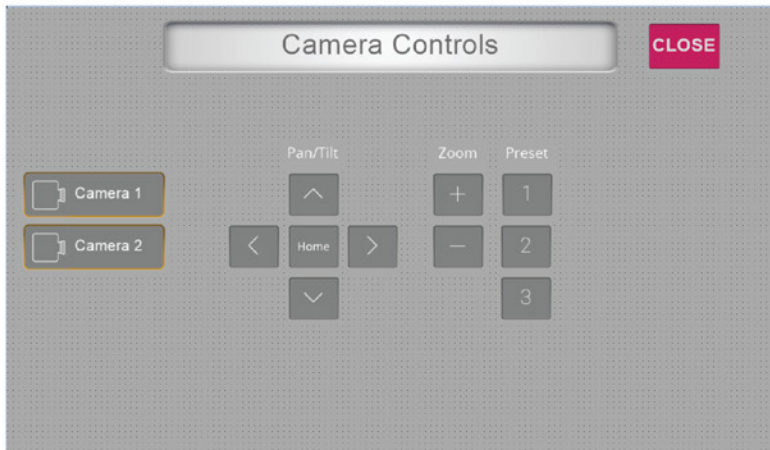 Camera Controls
CLOSE
Pan/Tilt
Zoom
Preset
Camera 1
+
1
Camera 2
Home
−
2
3